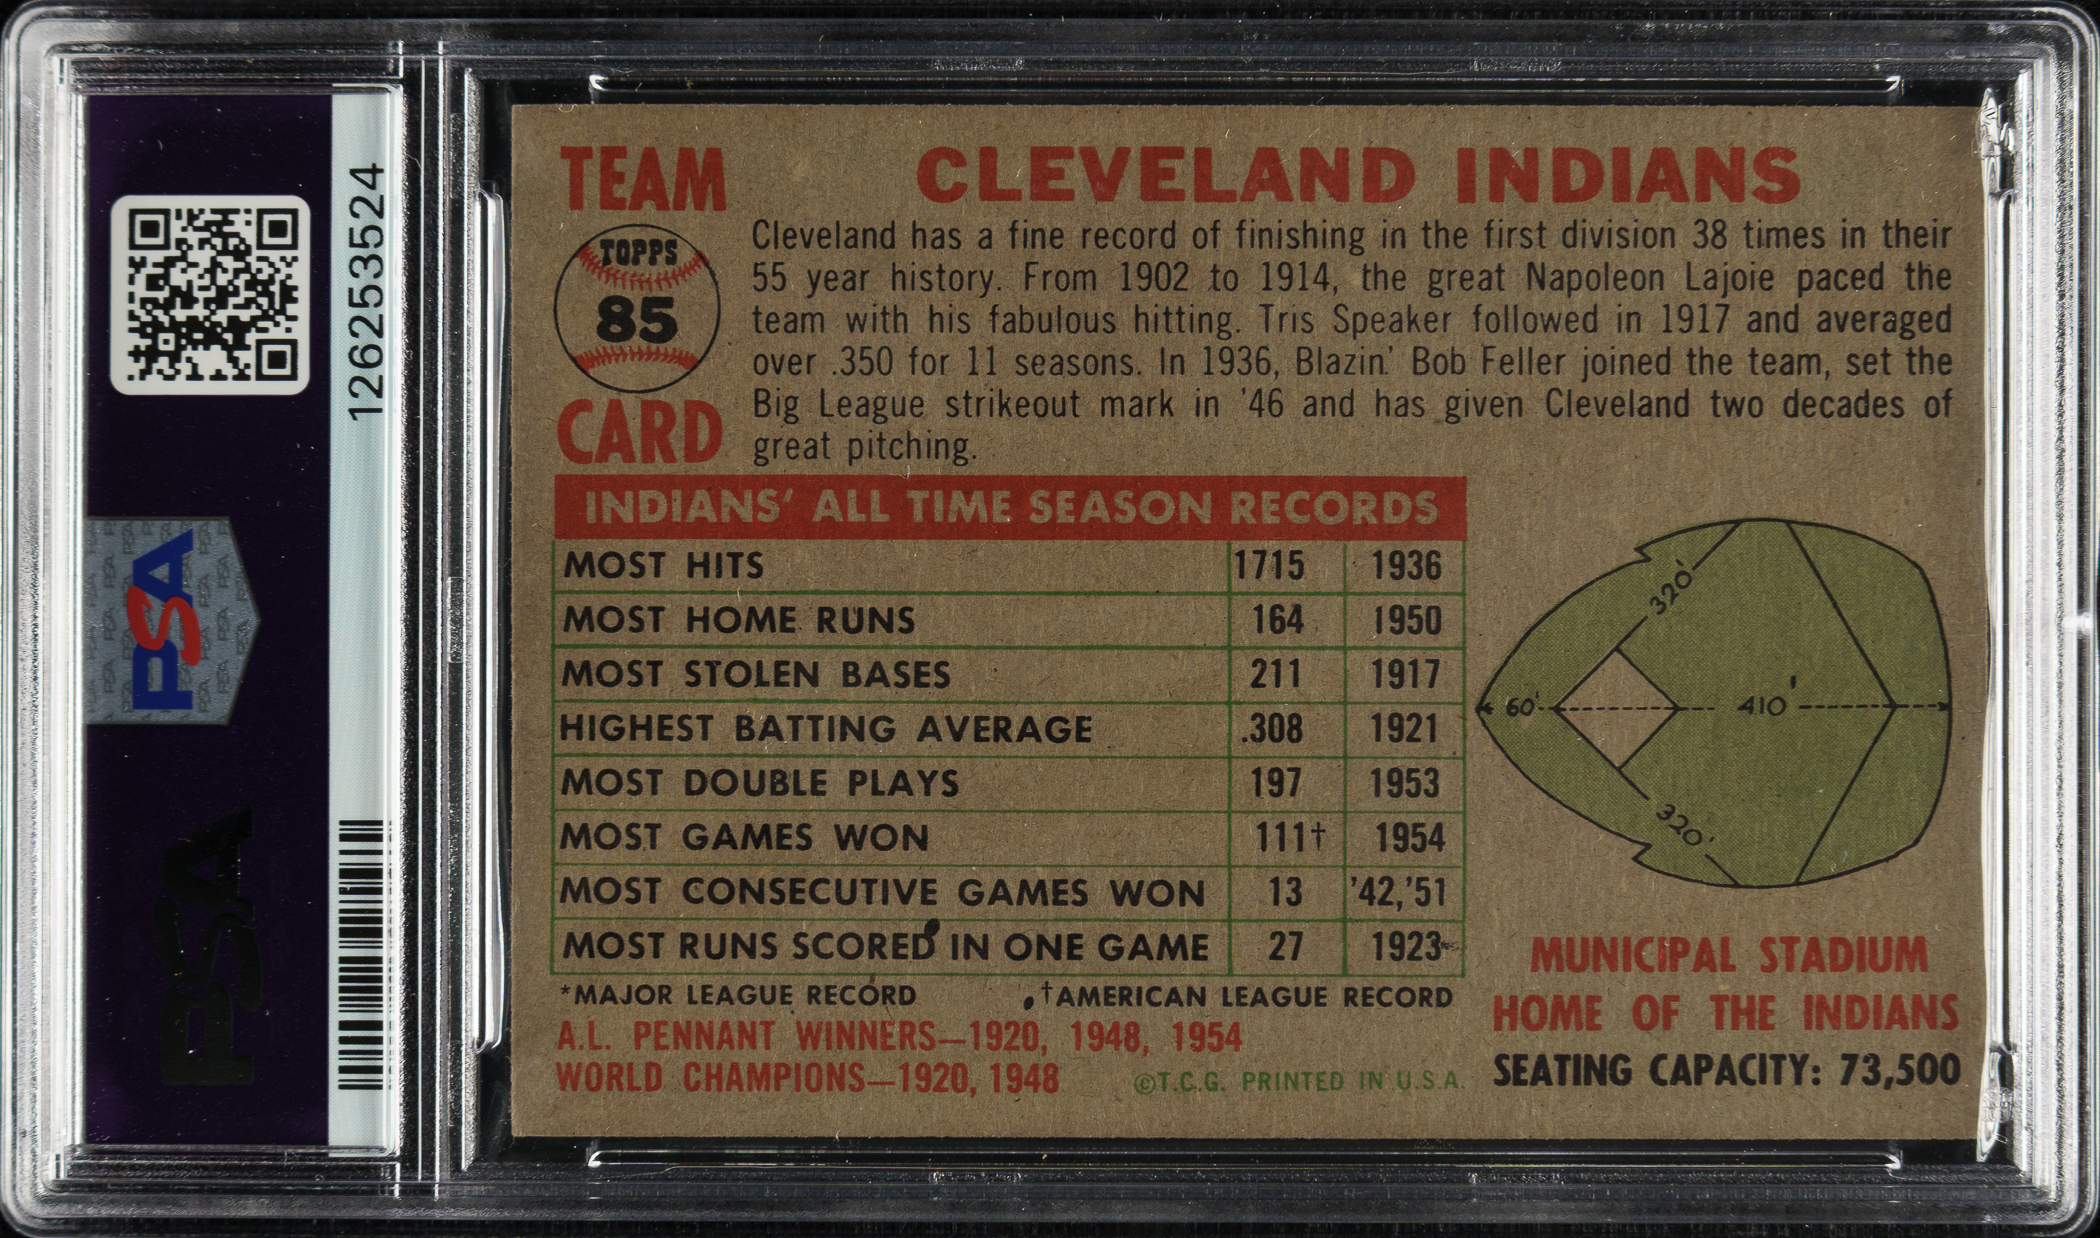 126253524
PSA
PSA
TEAM
TOPPS
85
CARD
CLEVELAND INDIANS
Cleveland has a fine record of finishing in the first division 38 times in their
55 year history. From 1902 to 1914, the great Napoleon Lajoie paced the
team with his fabulous hitting. Tris Speaker followed in 1917 and averaged
over .350 for 11 seasons. In 1936, Blazin' Bob Feller joined the team, set the
Big League strikeout mark in '46 and has given Cleveland two decades of
great pitching.
INDIANS' ALL TIME SEASON RECORDS
MOST HITS 1715 1936
MOST HOME RUNS 164 1950
MOST STOLEN BASES 211 1917
HIGHEST BATTING AVERAGE .308 1921
MOST DOUBLE PLAYS 197 1953
MOST GAMES WON 111† 1954
MOST CONSECUTIVE GAMES WON 13 '42,'51
MOST RUNS SCORED IN ONE GAME 27 1923
*MAJOR LEAGUE RECORD †AMERICAN LEAGUE RECORD
A.L. PENNANT WINNERS—1920, 1948, 1954
WORLD CHAMPIONS—1920, 1948
©T.C.G. PRINTED IN U.S.A.
320'
60'
410'
320'
MUNICIPAL STADIUM
HOME OF THE INDIANS
SEATING CAPACITY: 73,500